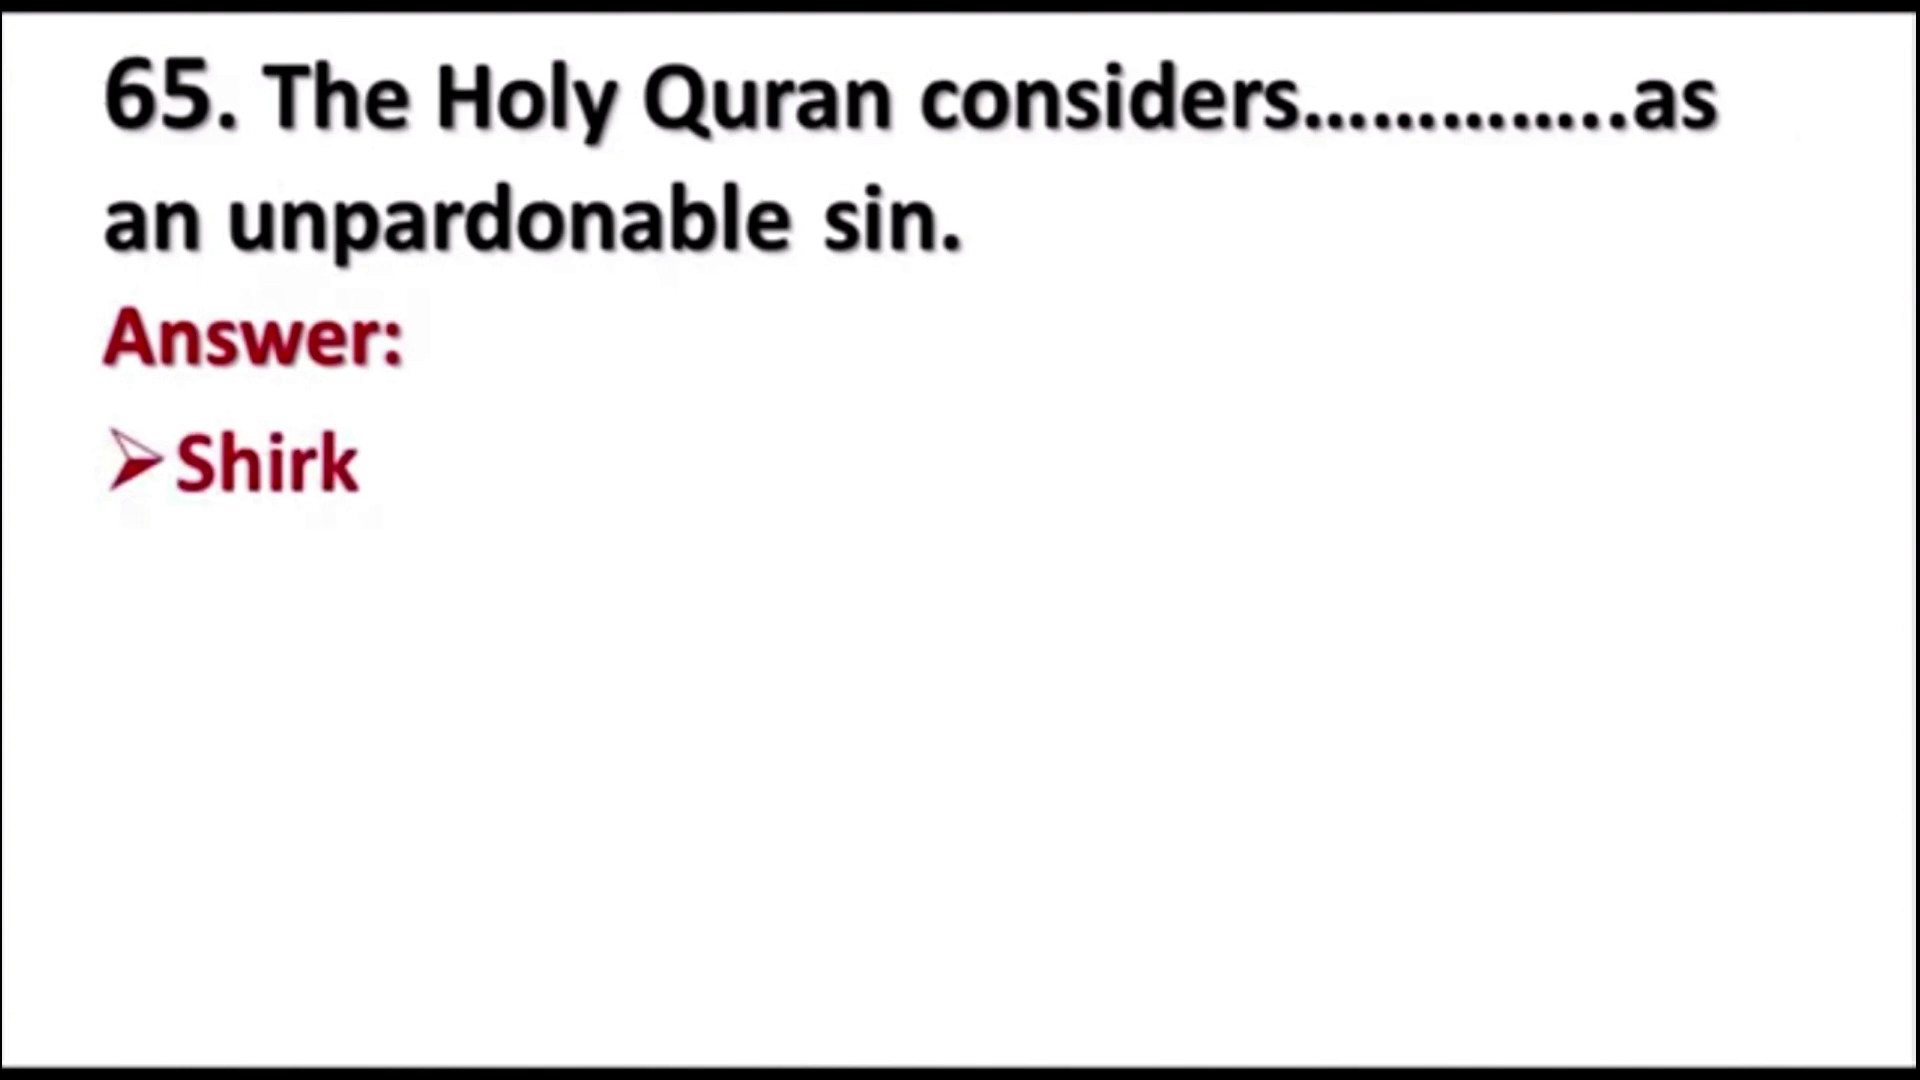 65. The Holy Quran considers..............as
an unpardonable sin.
Answer:
➢Shirk